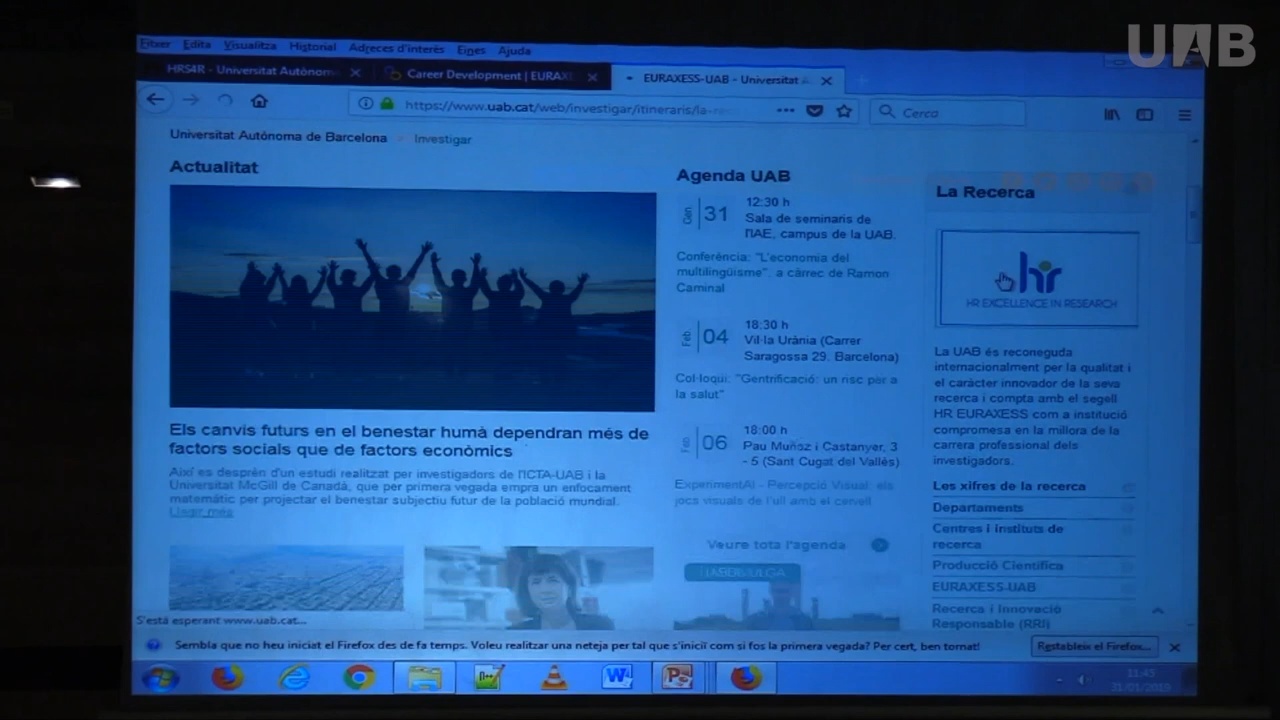 UAB
Fitxer Edita Visualitza Historial Adreces d'interès Eines Ajuda
HRS4R - Universitat Autònom
Career Development | EURAX
EURAXESS-UAB - Universitat A
https://www.uab.cat/web/investigar/itineraris/la-re
Cerca
Universitat Autònoma de Barcelona
Investigar
Actualitat
Els canvis futurs en el benestar humà dependran més de
factors socials que de factors econòmics
Així es desprèn d'un estudi realitzat per investigadors de l'ICTA-UAB i la
Universitat McGill de Canadà, que per primera vegada empra un enfocament
matemàtic per projectar el benestar subjectiu futur de la població mundial.
Llegir més
Agenda UAB
Gen 31
12:30 h
Sala de seminaris de
l'IAE, campus de la UAB.
Conferència: "L'economia del
multilingüisme", a càrrec de Ramon
Caminal
Feb 04
18:30 h
Vil·la Urània (Carrer
Saragossa 29. Barcelona)
Col·loqui: "Gentrificació: un risc per a
la salut"
Feb 06
18:00 h
Pau Muñoz i Castanyer, 3
- 5 (Sant Cugat del Vallès)
ExperimentAI - Percepció Visual: els
jocs visuals de l'ull amb el cervell
Veure tota l'agenda
UABDIVULGA
La Recerca
hr
HR EXCELLENCE IN RESEARCH
La UAB és reconeguda
internacionalment per la qualitat i
el caràcter innovador de la seva
recerca i compta amb el segell
HR EURAXESS com a institució
compromesa en la millora de la
carrera professional dels
investigadors.
Les xifres de la recerca
Departaments
Centres i Instituts de
recerca
Producció Científica
EURAXESS-UAB
Recerca i Innovació
Responsable (RRI)
S'està esperant www.uab.cat...
Sembla que no heu iniciat el Firefox des de fa temps. Voleu realitzar una neteja per tal que s'iniciï com si fos la primera vegada? Per cert, ben tornat!
Restableix el Firefox...
11:45
31/01/2019